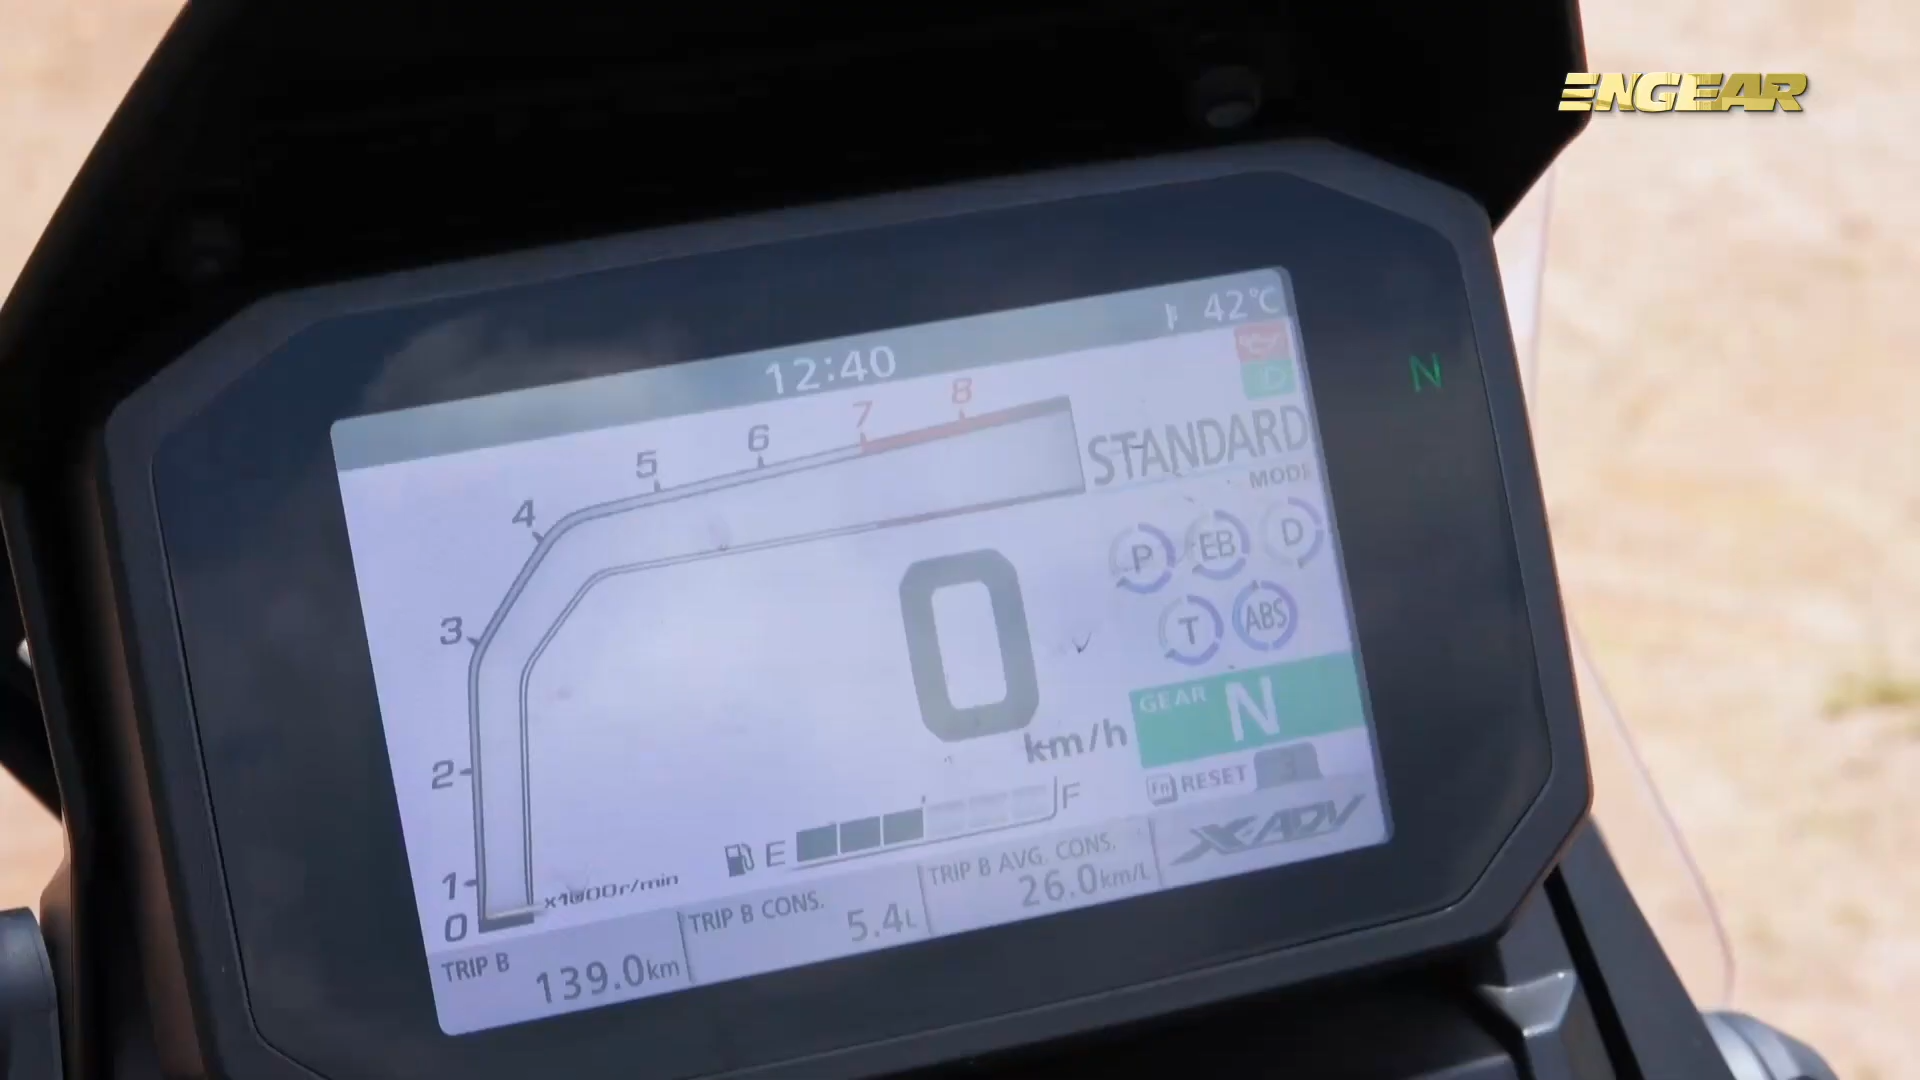 ENGEAR
42°C
12:40
D
N
8
7
6
5
4
3
2
1
0
x1000r/min
STANDARD
MODE
P EB D
T ABS
0
km/h
GEAR N
Fn RESET
E F
X-ADV
TRIP B 139.0km
TRIP B CONS. 5.4L
TRIP B AVG. CONS. 26.0km/L